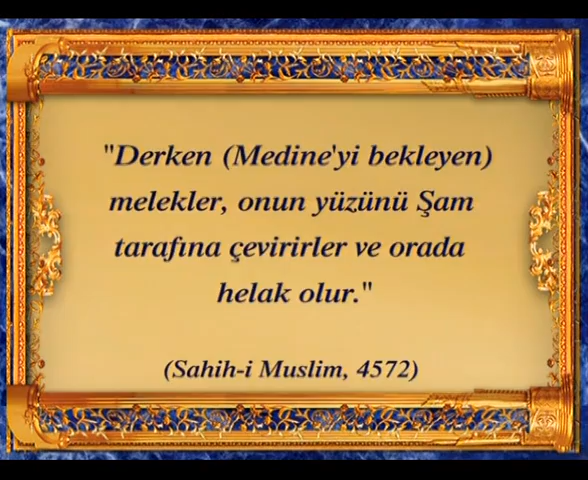 "Derken (Medine'yi bekleyen)
melekler, onun yüzünü Şam
tarafına çevirirler ve orada
helak olur."
(Sahih-i Muslim, 4572)